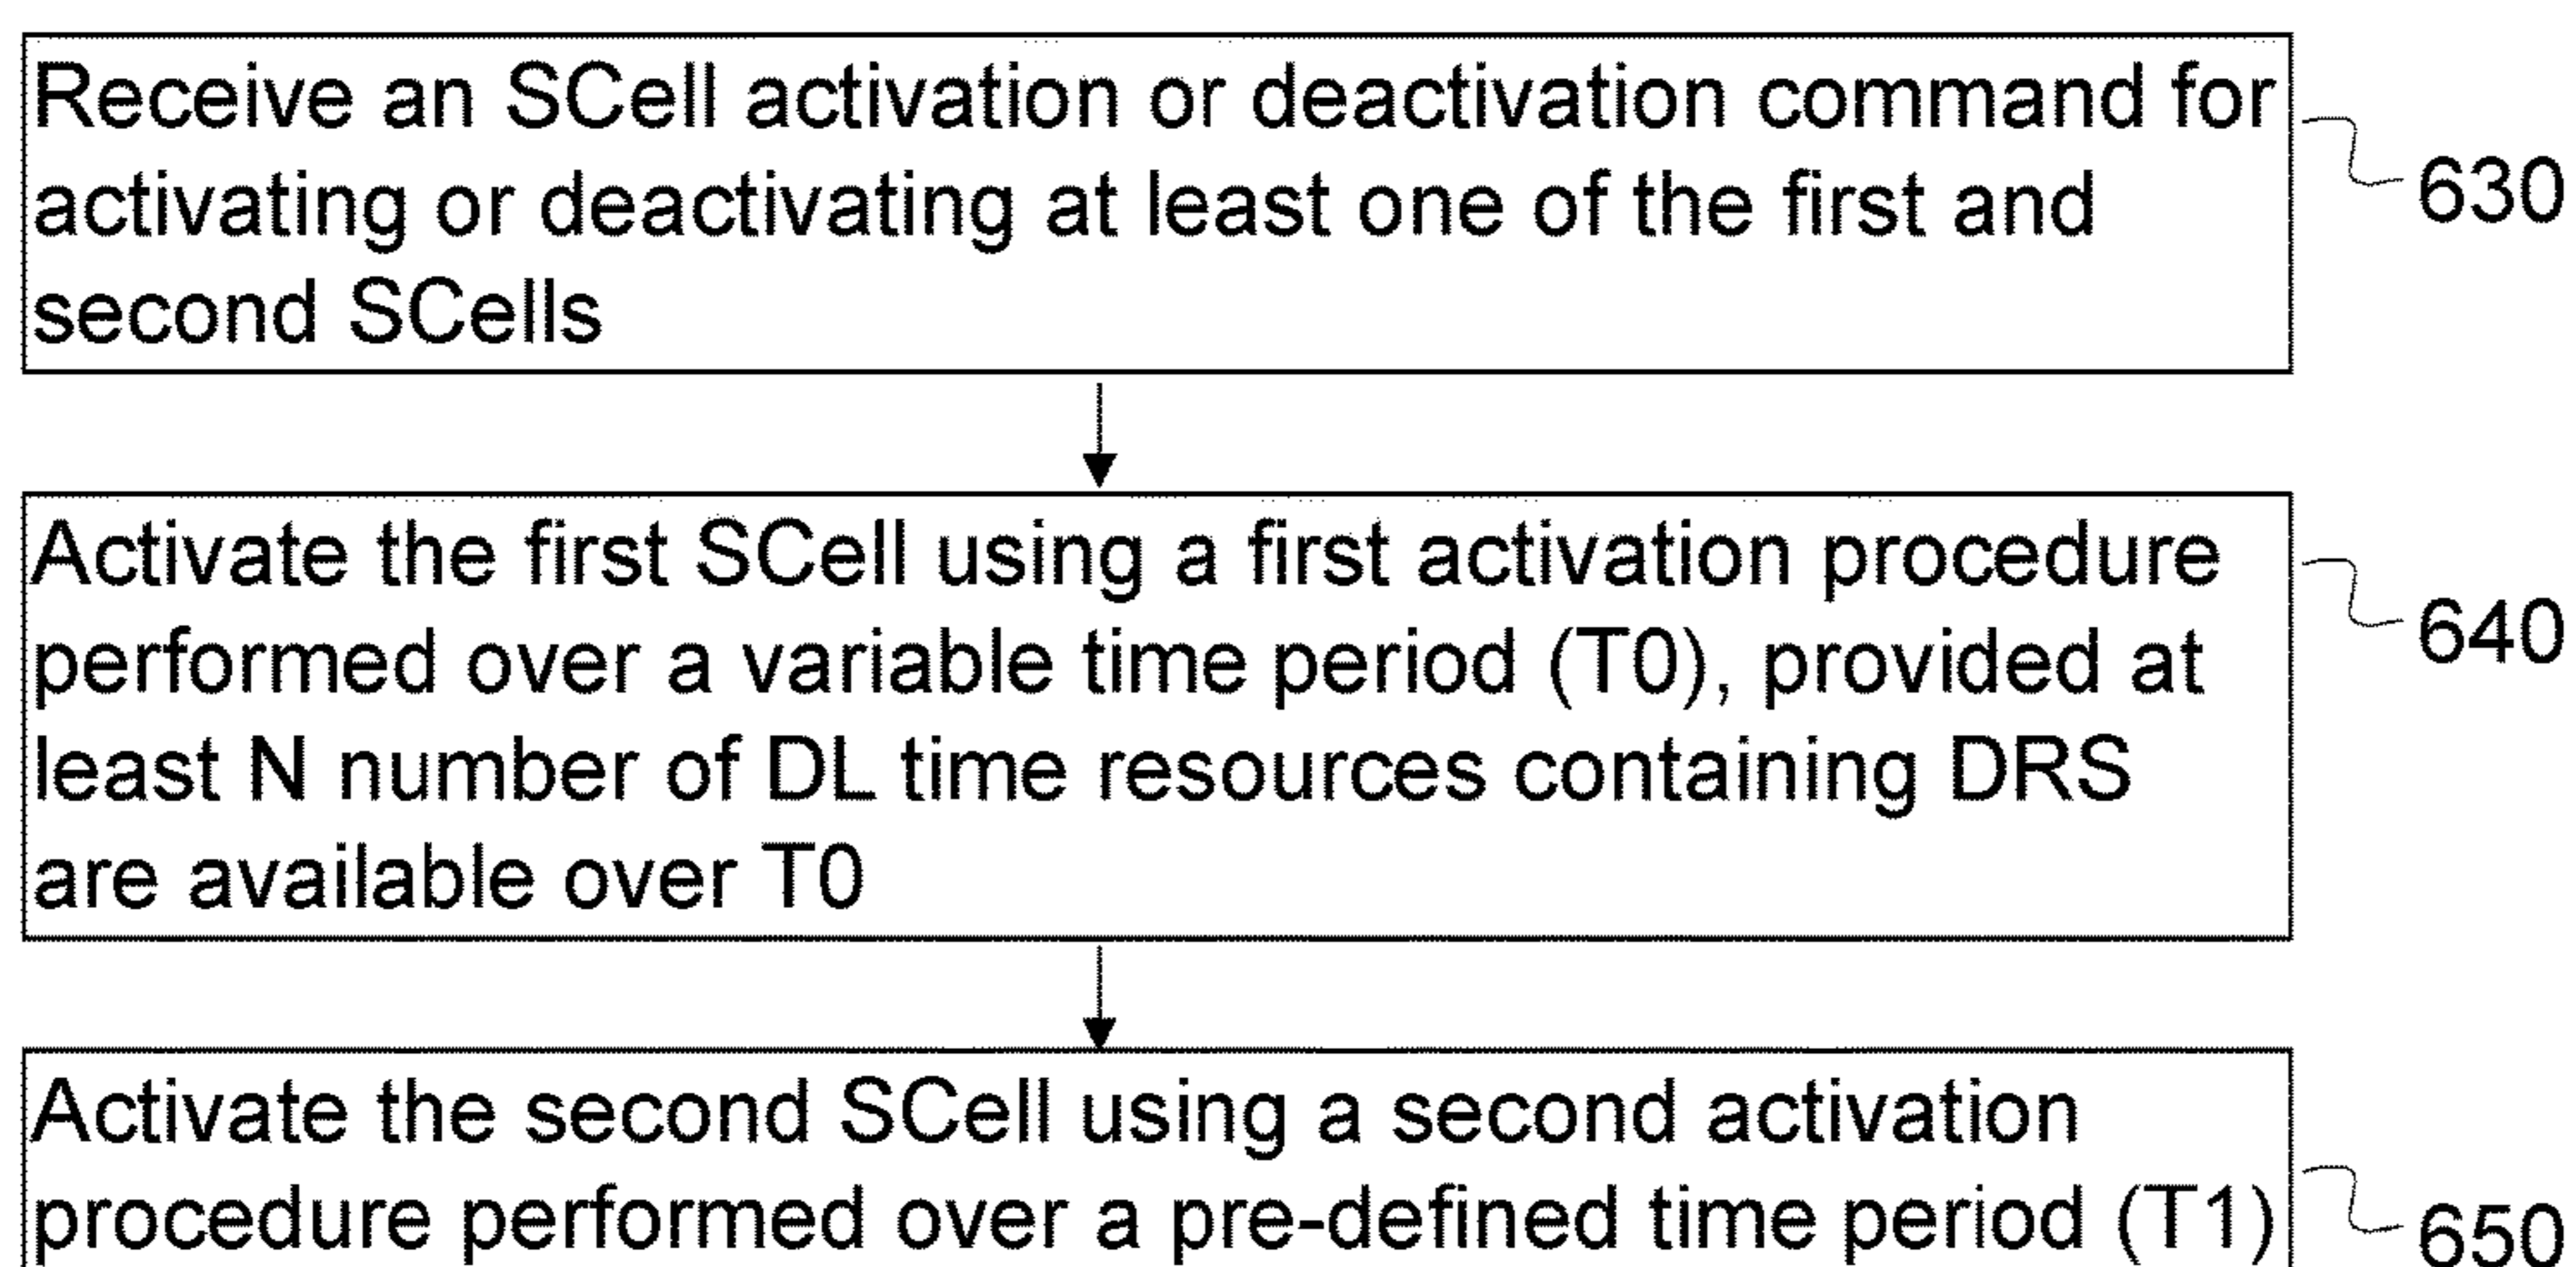 Receive an SCell activation or deactivation command for
activating or deactivating at least one of the first and
second SCells
630
Activate the first SCell using a first activation procedure
performed over a variable time period (T0), provided at
least N number of DL time resources containing DRS
are available over T0
640
Activate the second SCell using a second activation
procedure performed over a pre-defined time period (T1)
650